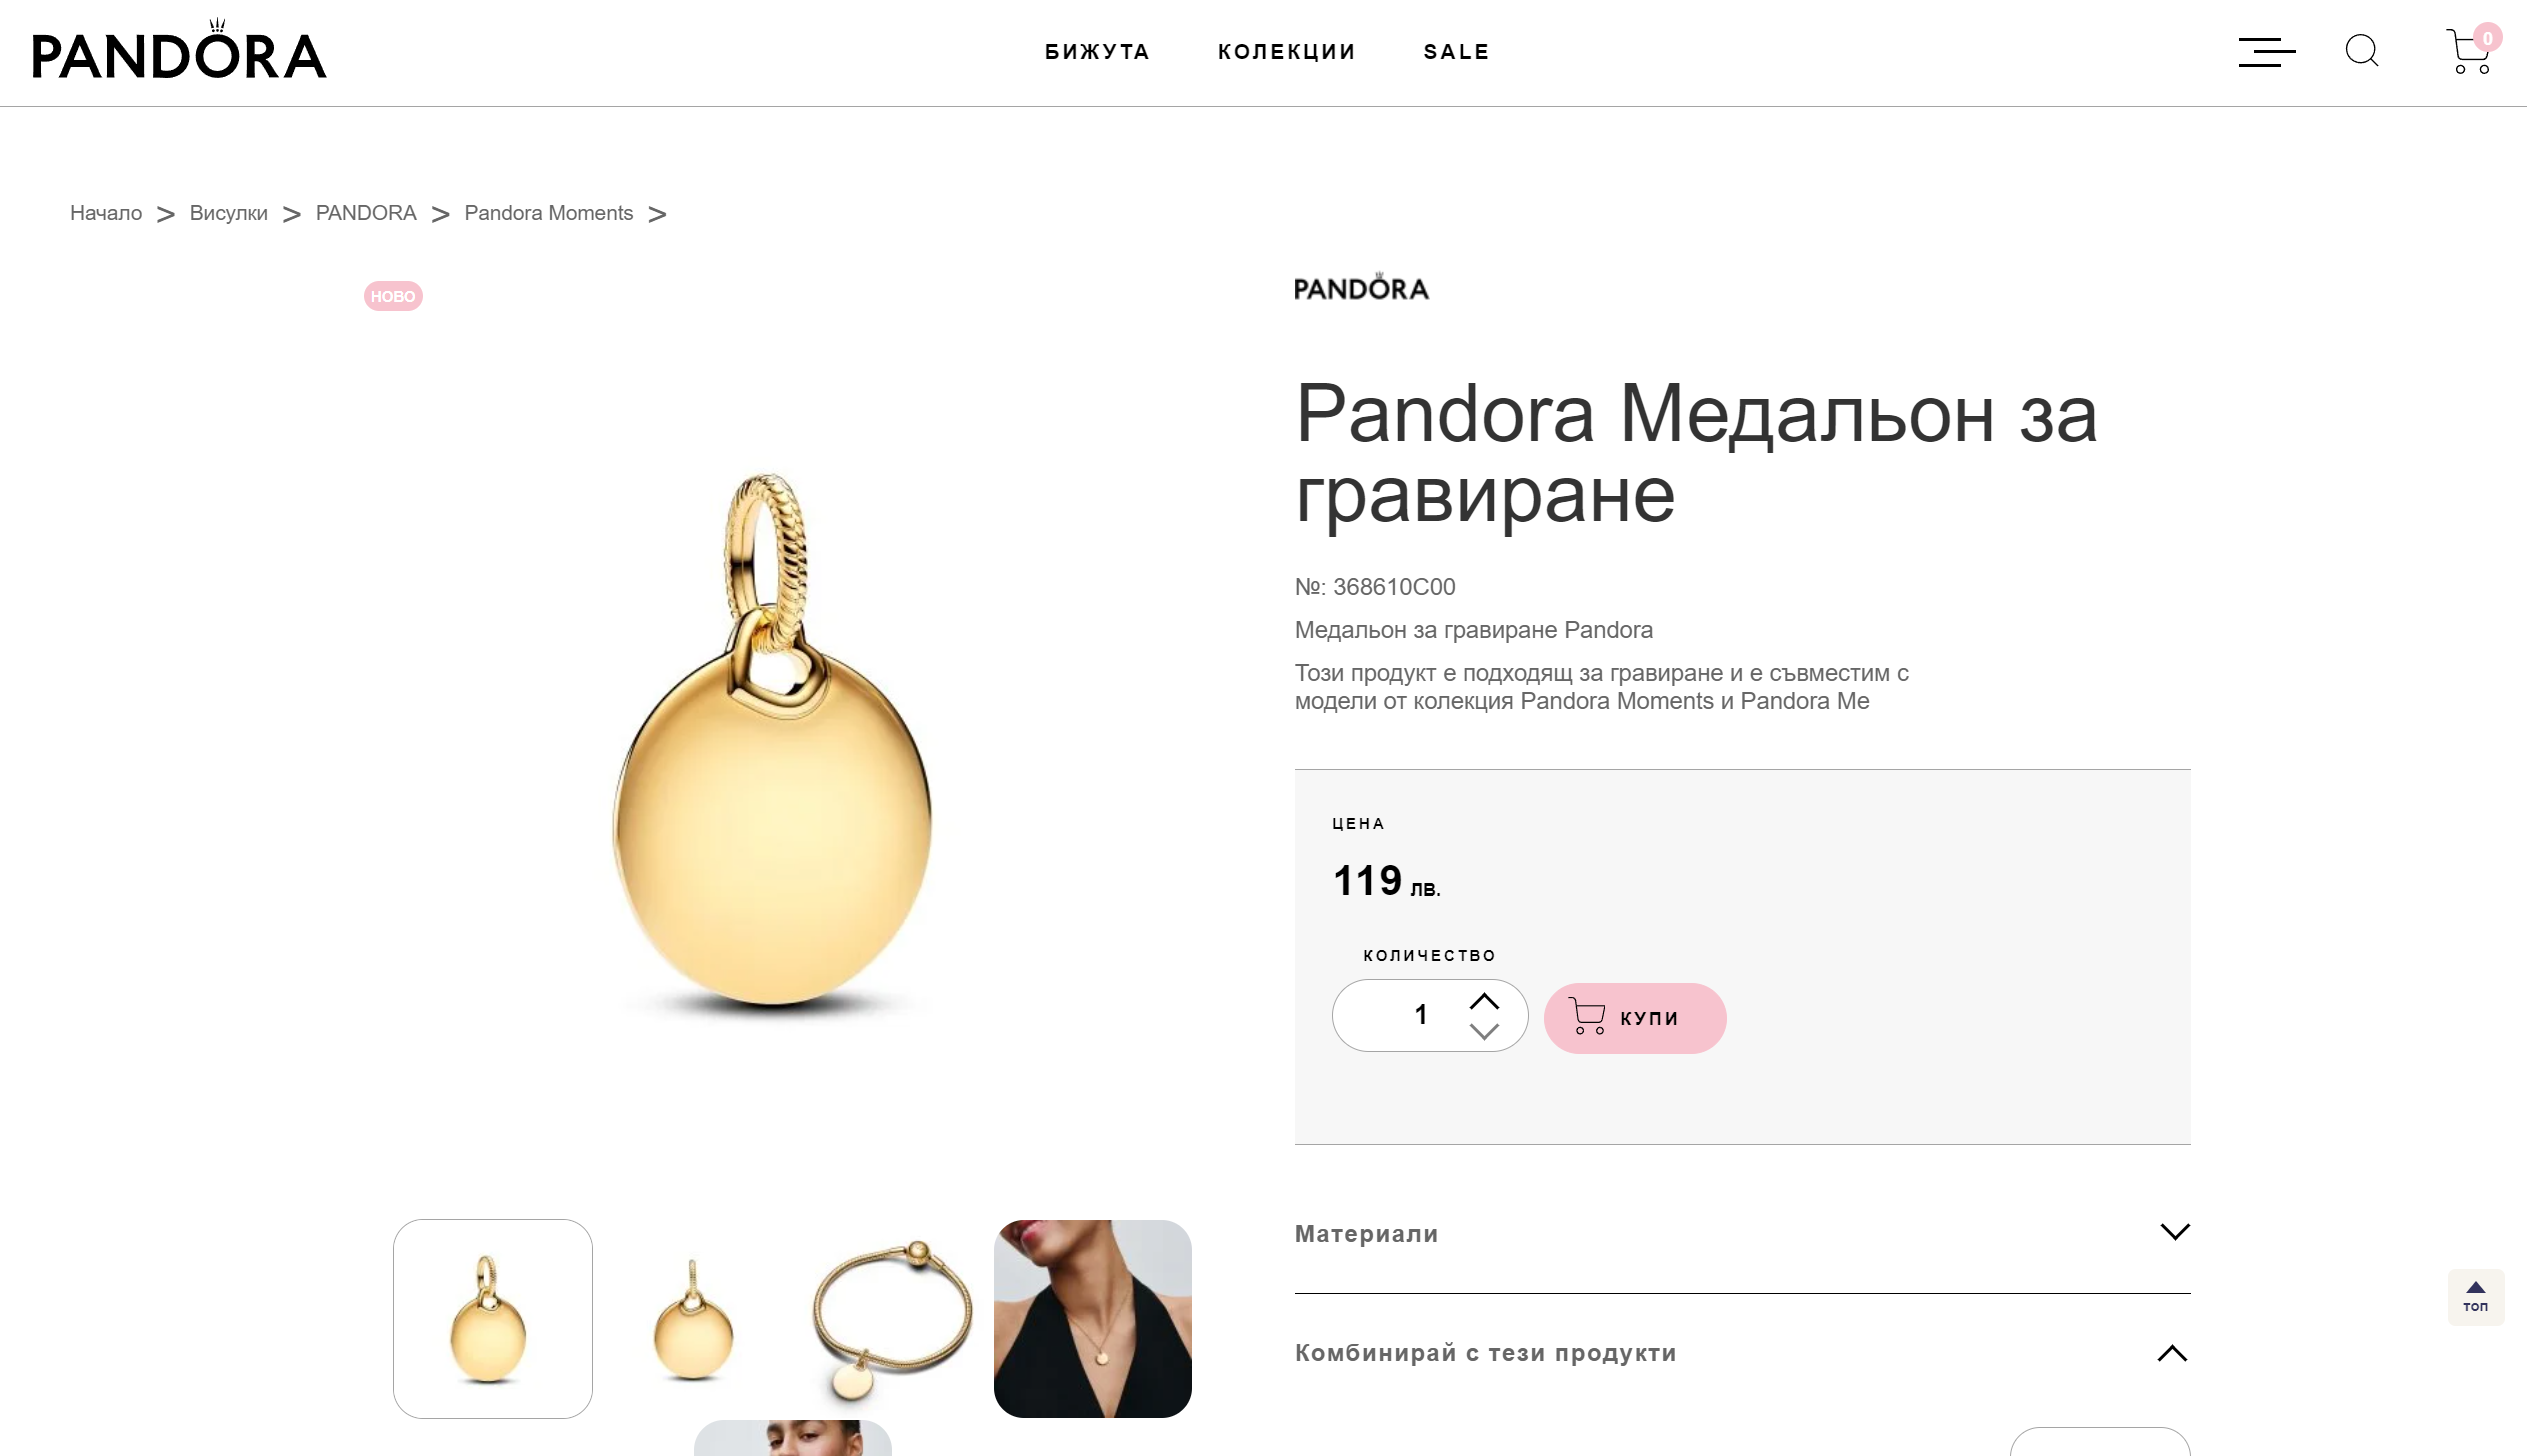 PANDORA
БИЖУТА
КОЛЕКЦИИ
SALE
0
Начало > Висулки > PANDORA > Pandora Moments >
НОВО
PANDORA
Pandora Медальон за
гравиране
№: 368610C00
Медальон за гравиране Pandora
Този продукт е подходящ за гравиране и е съвместим с
модели от колекция Pandora Moments и Pandora Me
ЦЕНА
119 ЛВ.
КОЛИЧЕСТВО
1
КУПИ
Материали
Комбинирай с тези продукти
ТОП